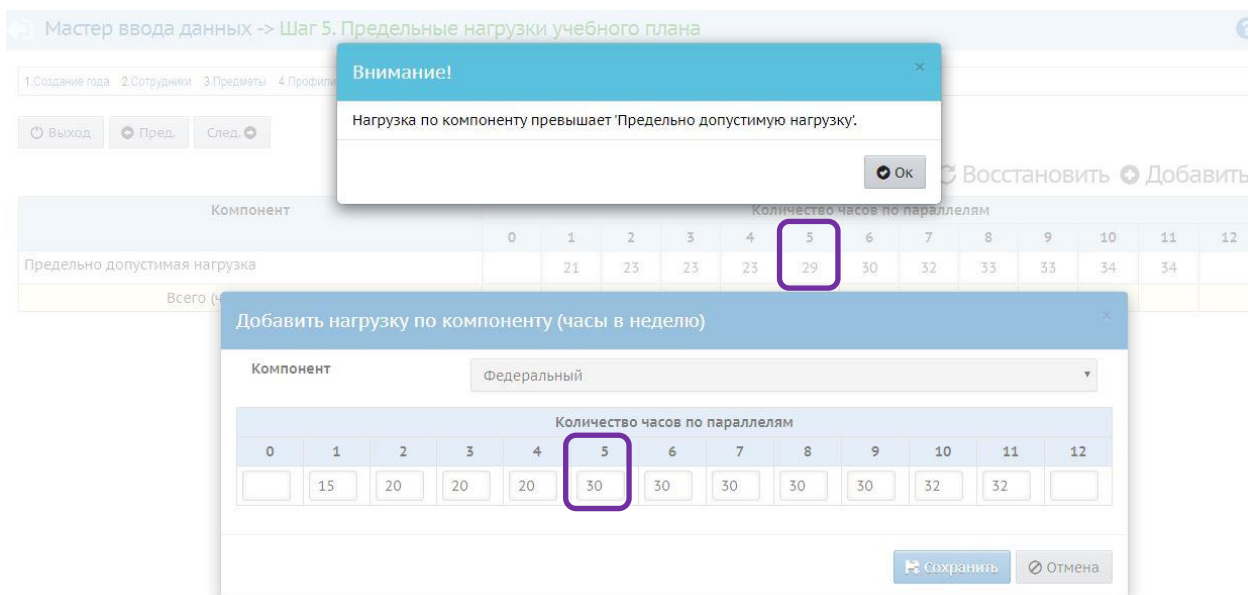 Мастер ввода данных -> Шаг 5. Предельные нагрузки учебного плана
Внимание! ×
1.Создание года 2 Сотрудники 3.Предметы 4.Профили
Нагрузка по компоненту превышает 'Предельно допустимую нагрузку'.
Выход Пред. След.
Ок
Восстановить Добавить
Компонент Количество часов по параллелям
0 1 2 3 4 5 6 7 8 9 10 11 12
Предельно допустимая нагрузка 21 23 23 23 29 30 32 33 33 34 34
Всего (ч
Добавить нагрузку по компоненту (часы в неделю) ×
Компонент Федеральный
Количество часов по параллелям
0 1 2 3 4 5 6 7 8 9 10 11 12
15 20 20 20 30 30 30 30 30 32 32
Сохранить Отмена